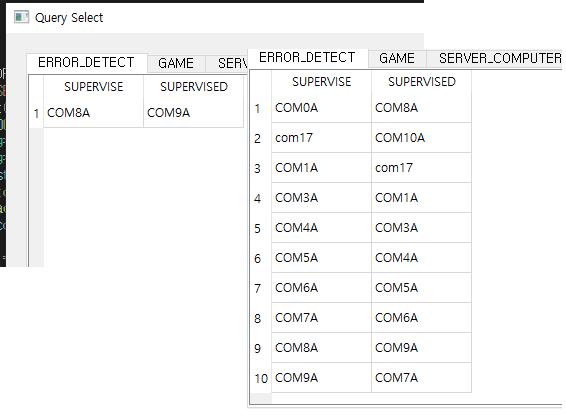 Query Select
ERROR_DETECT GAME SERV
SUPERVISE SUPERVISED
1 COM8A COM9A
ERROR_DETECT GAME SERVER_COMPUTER
SUPERVISE SUPERVISED
1 COM0A COM8A
2 com17 COM10A
3 COM1A com17
4 COM3A COM1A
5 COM4A COM3A
6 COM5A COM4A
7 COM6A COM5A
8 COM7A COM6A
9 COM8A COM9A
10 COM9A COM7A